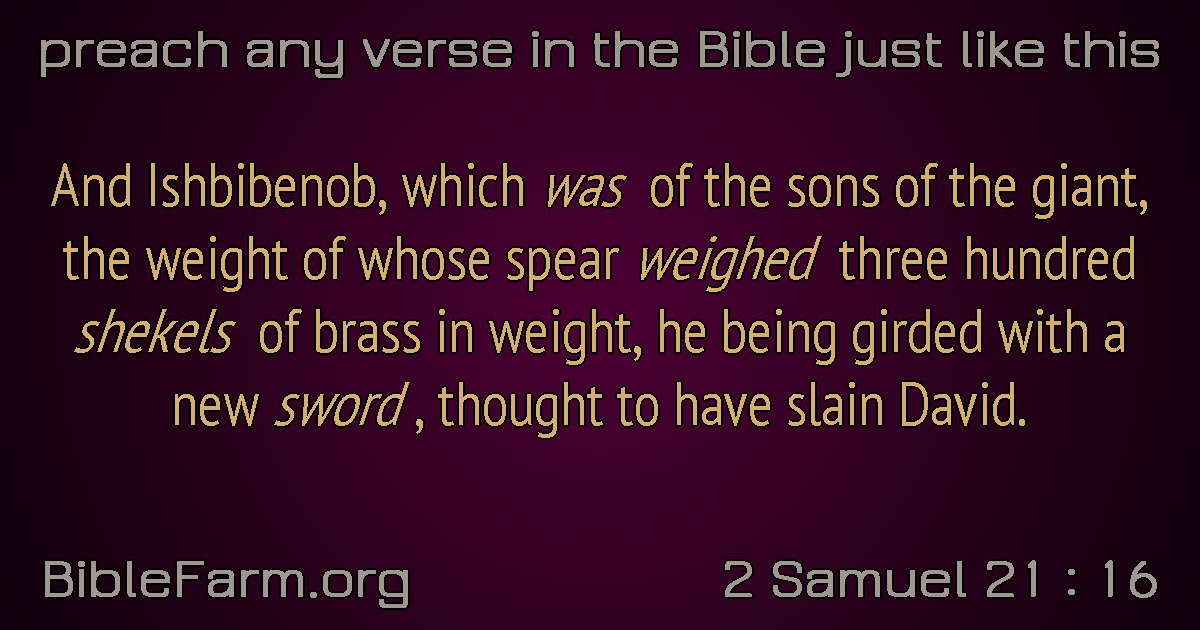 preach any verse in the Bible just like this
And Ishbibenob, which was of the sons of the giant,
the weight of whose spear weighed three hundred
shekels of brass in weight, he being girded with a
new sword , thought to have slain David.
BibleFarm.org
2 Samuel 21 : 16